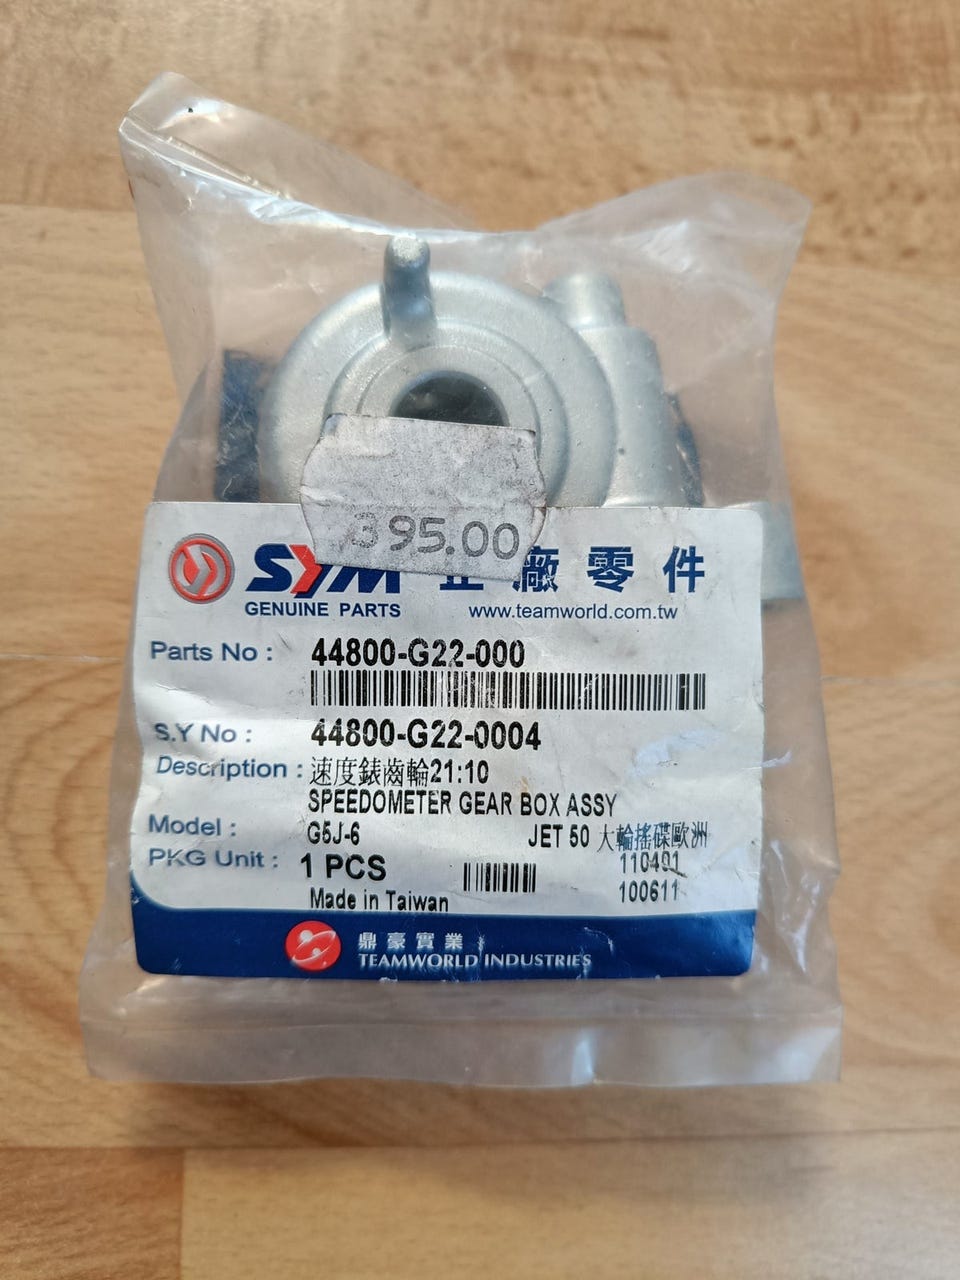 395.00
SYM 正廠零件
GENUINE PARTS www.teamworld.com.tw
Parts No : 44800-G22-000
S.Y No : 44800-G22-0004
Description : 速度錶齒輪21:10
SPEEDOMETER GEAR BOX ASSY
Model : G5J-6 JET 50 大輪搖碟歐洲
PKG Unit : 1 PCS 110401
Made in Taiwan 100611
鼎豪實業
TEAMWORLD INDUSTRIES